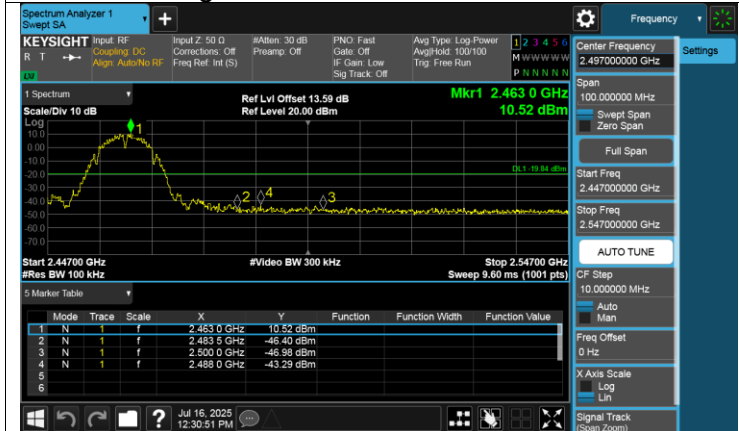 Spectrum Analyzer 1
Swept SA
Frequency
KEYSIGHT
R T
Input: RF
Coupling: DC
Align: Auto/No RF
Input Z: 50 Ω
Corrections: Off
Freq Ref: Int (S)
#Atten: 30 dB
Preamp: Off
PNO: Fast
Gate: Off
IF Gain: Low
Sig Track: Off
Avg Type: Log-Power
Avg|Hold: 100/100
Trig: Free Run
1 2 3 4 5 6
M W W W W W
P N N N N N
1 Spectrum
Scale/Div 10 dB
Ref Lvl Offset 13.59 dB
Ref Level 20.00 dBm
Mkr1 2.463 0 GHz
10.52 dBm
Log
10.0
0.00
-10.0
-20.0
-30.0
-40.0
-50.0
-60.0
-70.0
1
2
4
3
DL1 -19.84 dBm
Start 2.44700 GHz
#Res BW 100 kHz
#Video BW 300 kHz
Stop 2.54700 GHz
Sweep 9.60 ms (1001 pts)
5 Marker Table
Mode Trace Scale X Y Function Function Width Function Value
1 N 1 f 2.463 0 GHz 10.52 dBm
2 N 1 f 2.483 5 GHz -46.40 dBm
3 N 1 f 2.500 0 GHz -46.98 dBm
4 N 1 f 2.488 0 GHz -43.29 dBm
5
6
Jul 16, 2025
12:30:51 PM
Center Frequency
2.497000000 GHz
Settings
Span
100.000000 MHz
Swept Span
Zero Span
Full Span
Start Freq
2.447000000 GHz
Stop Freq
2.547000000 GHz
AUTO TUNE
CF Step
10.000000 MHz
Auto
Man
Freq Offset
0 Hz
X Axis Scale
Log
Lin
Signal Track
(Span Zoom)